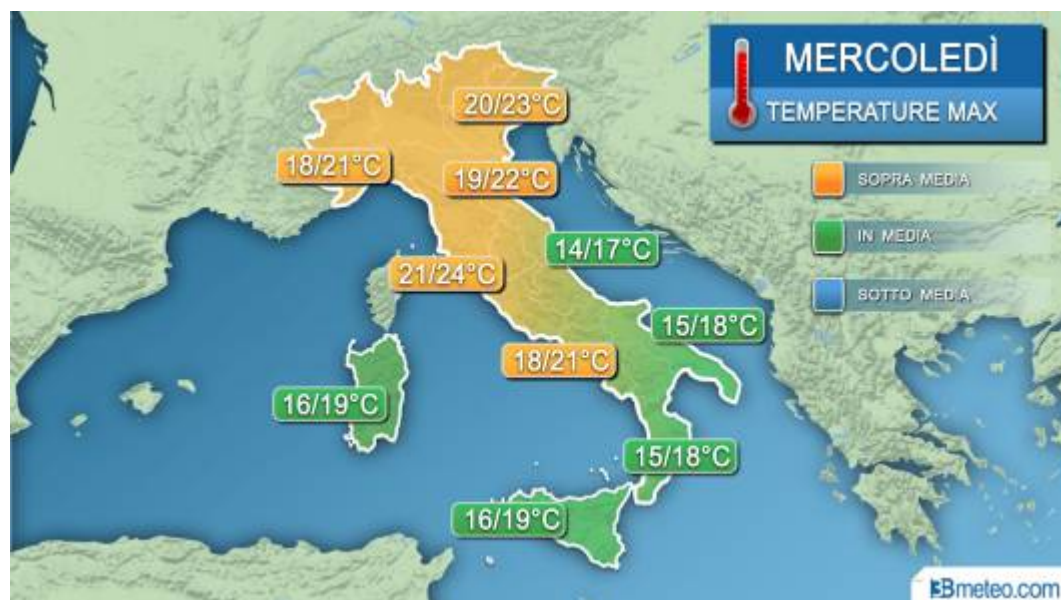 MERCOLEDÌ
TEMPERATURE MAX
20/23°C
18/21°C
19/22°C
SOPRA MEDIA
14/17°C
IN MEDIA
21/24°C
SOTTO MEDIA
15/18°C
18/21°C
16/19°C
15/18°C
16/19°C
3Bmeteo.com